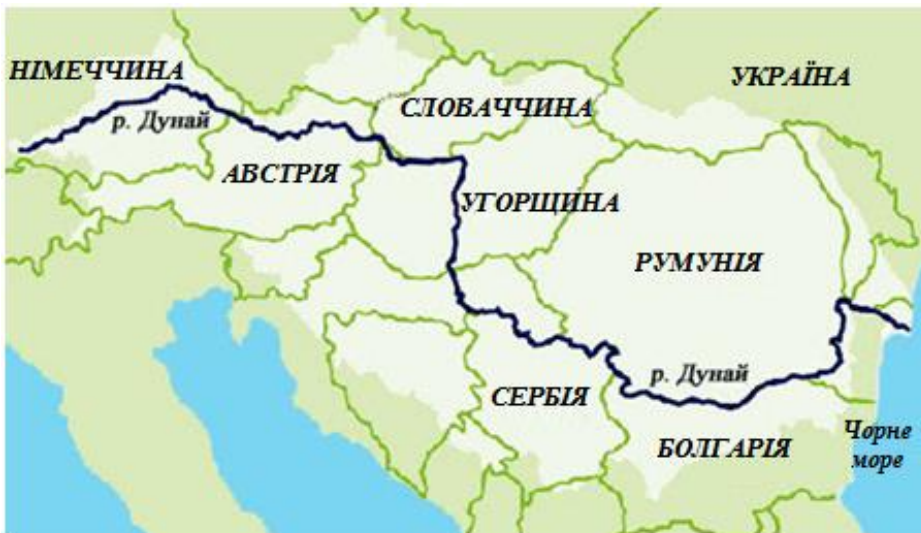 НІМЕЧЧИНА
УКРАЇНА
СЛОВАЧЧИНА
р. Дунай
АВСТРІЯ
УГОРЩИНА
РУМУНІЯ
р. Дунай
СЕРБІЯ
БОЛГАРІЯ
Чорне
море